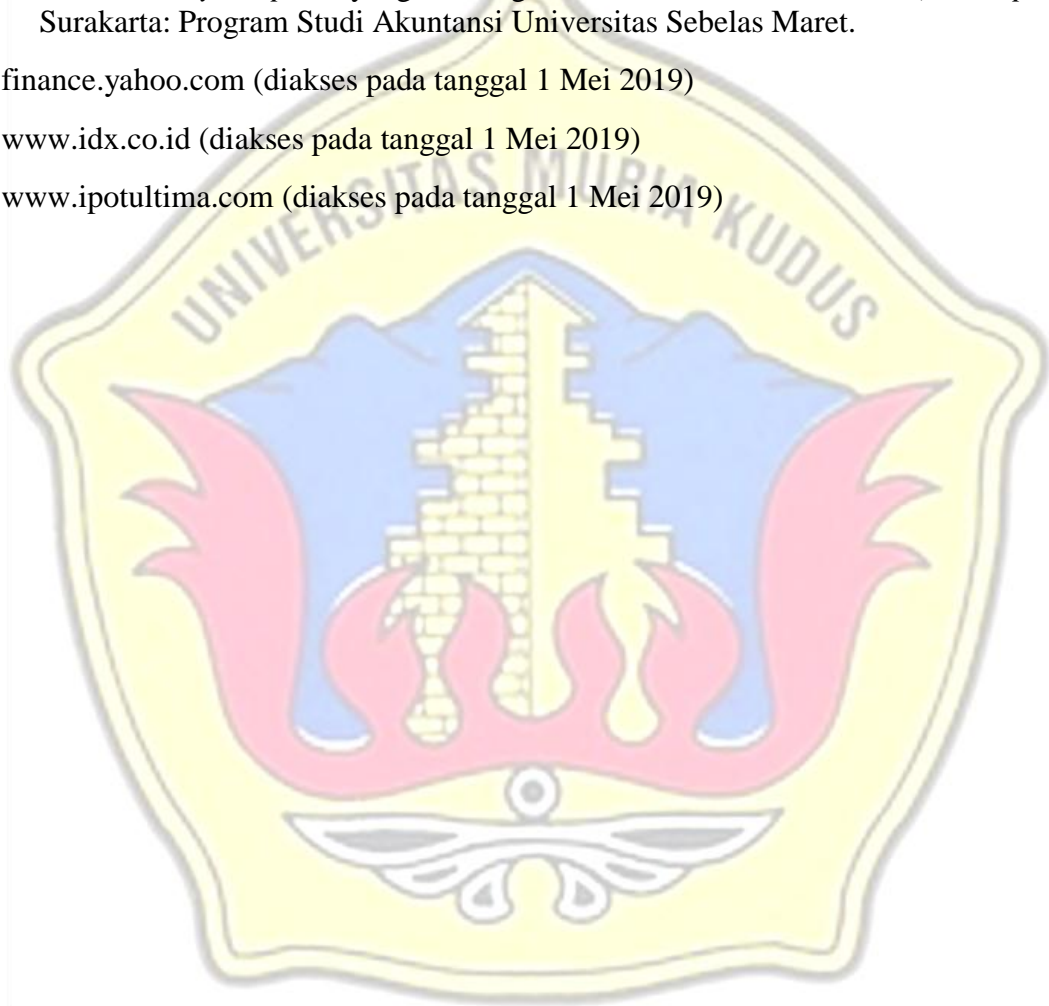 Surakarta: Program Studi Akuntansi Universitas Sebelas Maret.
finance.yahoo.com (diakses pada tanggal 1 Mei 2019)
www.idx.co.id (diakses pada tanggal 1 Mei 2019)
www.ipotultima.com (diakses pada tanggal 1 Mei 2019)
UNIVERSITAS MURIA KUDUS